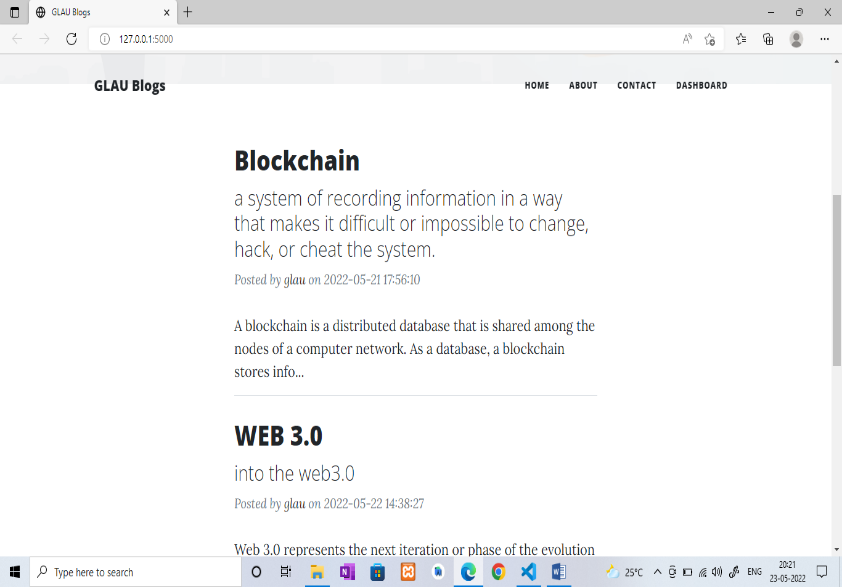 GLAU Blogs
127.0.0.1:5000
GLAU Blogs
HOME ABOUT CONTACT DASHBOARD
Blockchain
a system of recording information in a way
that makes it difficult or impossible to change,
hack, or cheat the system.
Posted by glau on 2022-05-21 17:56:10
A blockchain is a distributed database that is shared among the
nodes of a computer network. As a database, a blockchain
stores info...
WEB 3.0
into the web3.0
Posted by glau on 2022-05-22 14:38:27
Web 3.0 represents the next iteration or phase of the evolution
Type here to search
25°C
ENG
20:21
23-05-2022